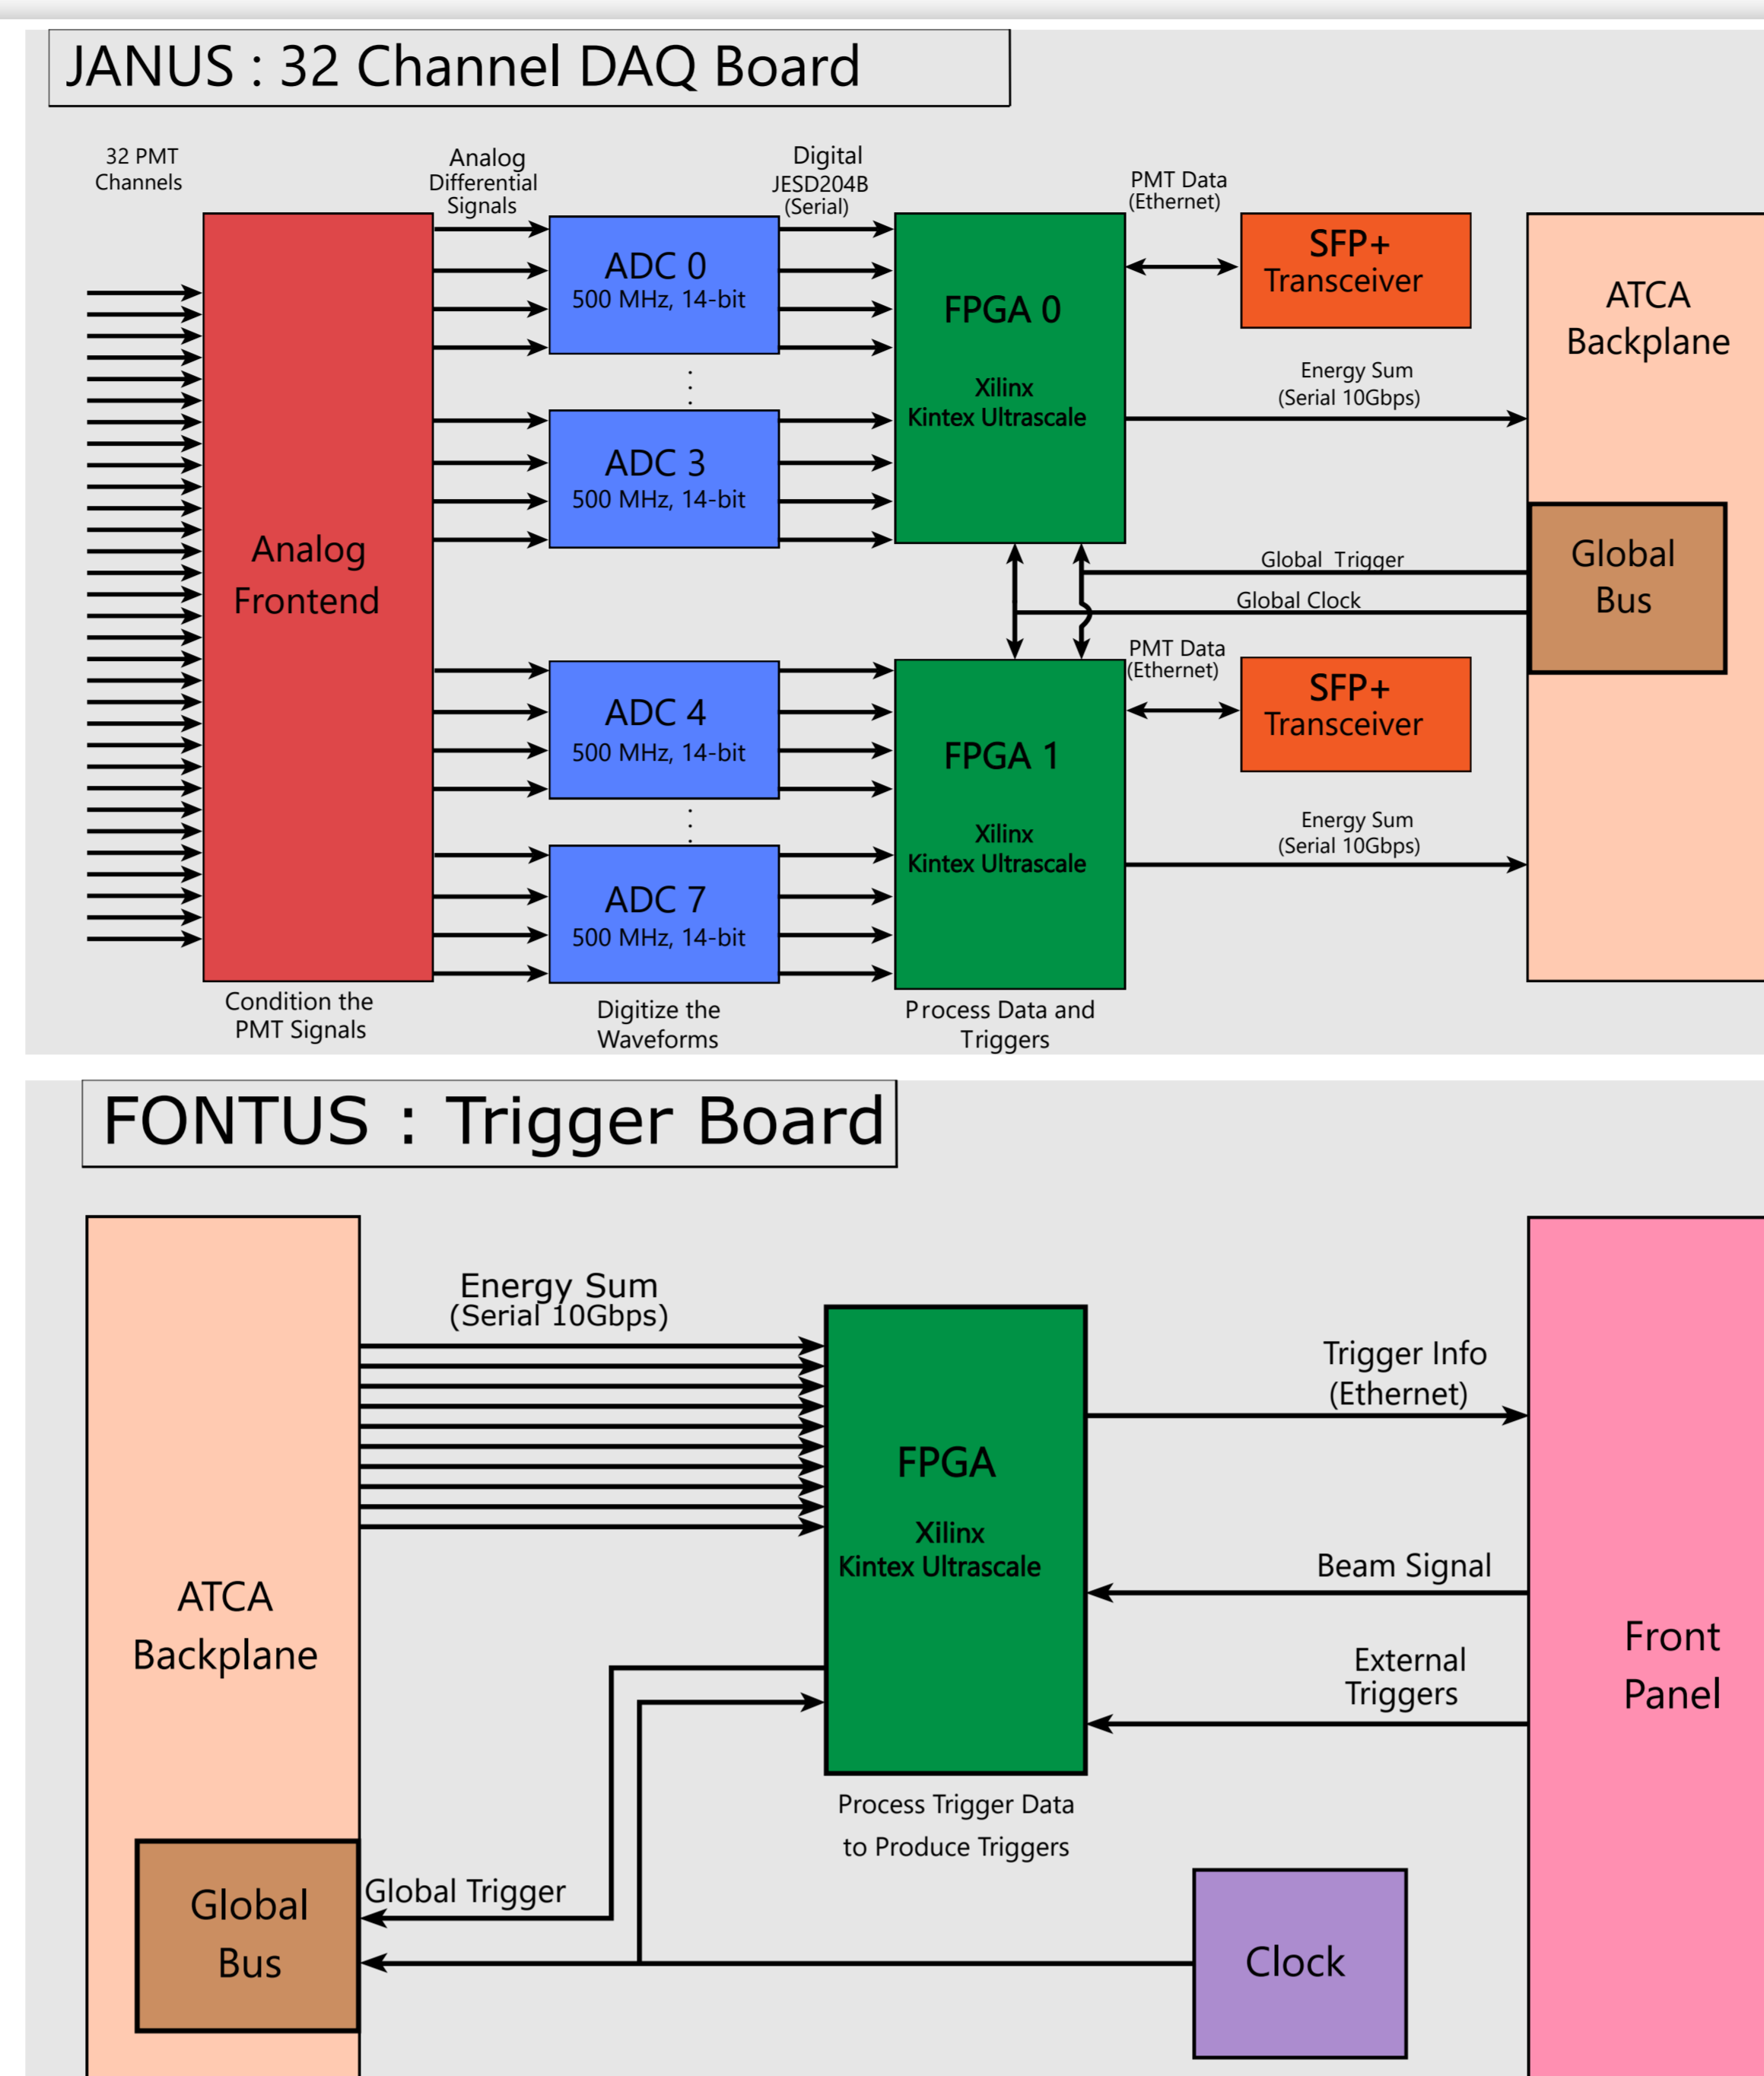 JANUS : 32 Channel DAQ Board
32 PMT
Channels
Analog
Differential
Signals
Digital
JESD204B
(Serial)
PMT Data
(Ethernet)
Analog
Frontend
ADC 0
500 MHz, 14-bit
ADC 3
500 MHz, 14-bit
FPGA 0
Xilinx
Kintex Ultrascale
SFP+
Transceiver
ATCA
Backplane
Energy Sum
(Serial 10Gbps)
Global Trigger
Global Clock
Global
Bus
ADC 4
500 MHz, 14-bit
ADC 7
500 MHz, 14-bit
FPGA 1
Xilinx
Kintex Ultrascale
PMT Data
(Ethernet)
SFP+
Transceiver
Energy Sum
(Serial 10Gbps)
Condition the
PMT Signals
Digitize the
Waveforms
Process Data and
Triggers
FONTUS : Trigger Board
ATCA
Backplane
Energy Sum
(Serial 10Gbps)
FPGA
Xilinx
Kintex Ultrascale
Trigger Info
(Ethernet)
Beam Signal
External
Triggers
Front
Panel
Process Trigger Data
to Produce Triggers
Global Trigger
Global
Bus
Clock